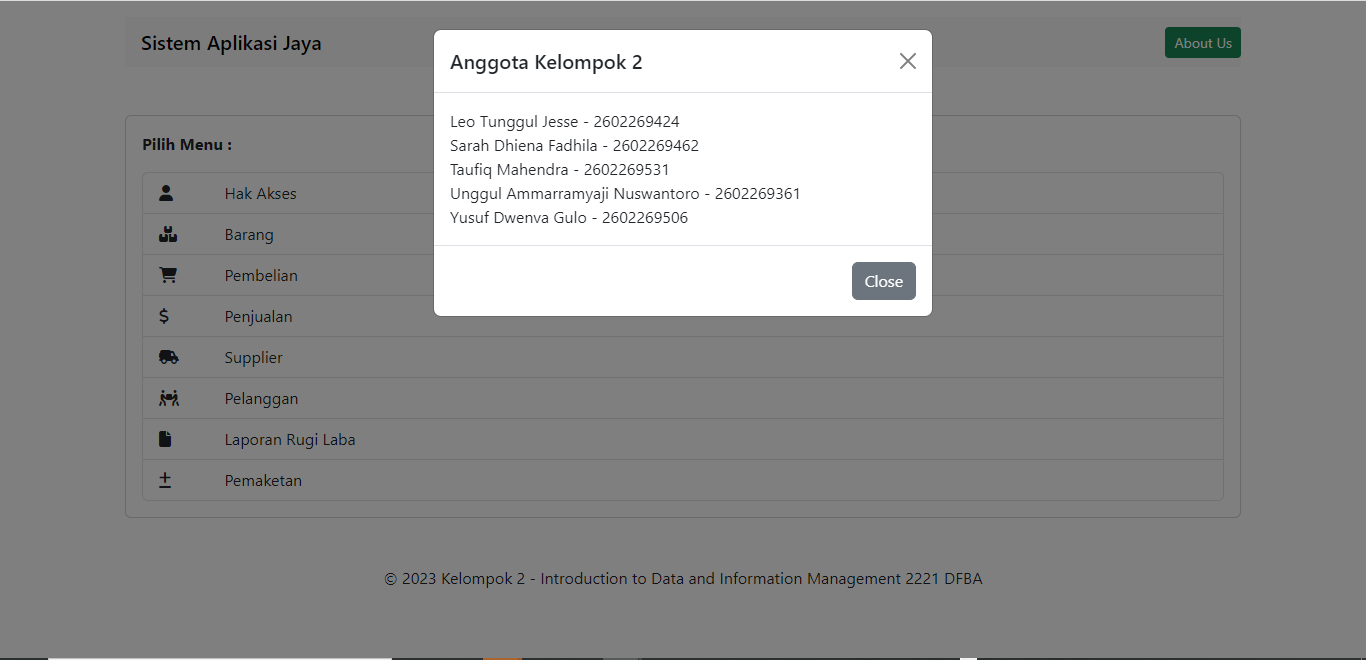 Sistem Aplikasi Jaya
About Us
Anggota Kelompok 2
Leo Tunggul Jesse - 2602269424
Sarah Dhiena Fadhila - 2602269462
Taufiq Mahendra - 2602269531
Unggul Ammarramyaji Nuswantoro - 2602269361
Yusuf Dwenva Gulo - 2602269506
Close
Pilih Menu :
Hak Akses
Barang
Pembelian
Penjualan
Supplier
Pelanggan
Laporan Rugi Laba
Pemaketan
© 2023 Kelompok 2 - Introduction to Data and Information Management 2221 DFBA